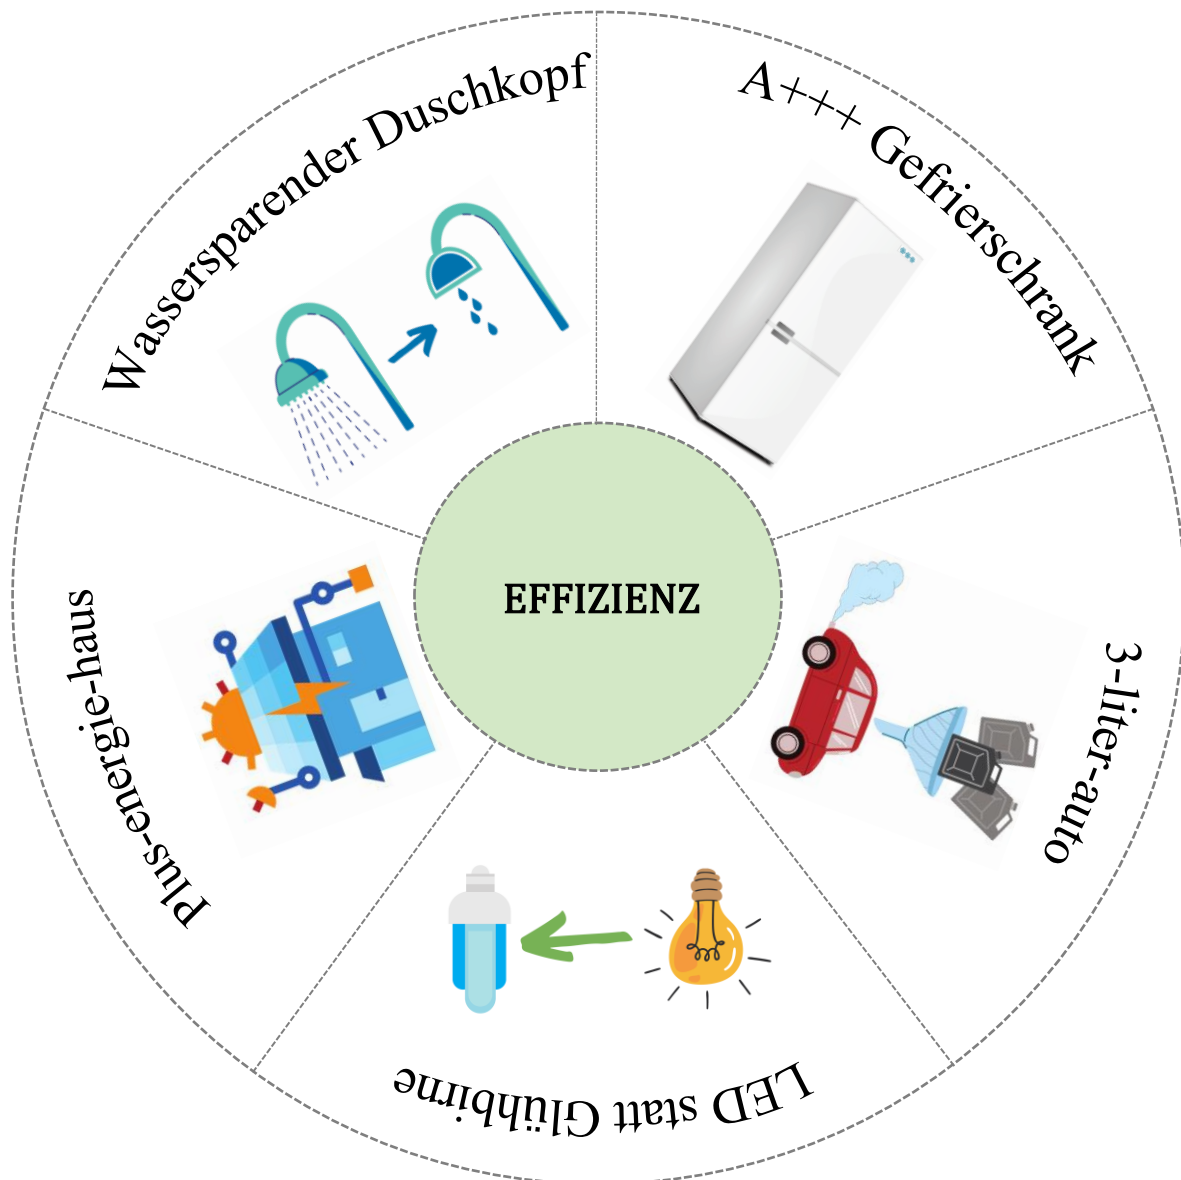 Wassersparender Duschkopf
A+++ Gefrierschrank
3-liter-auto
LED statt Glühbirne
Plus-energie-haus
EFFIZIENZ